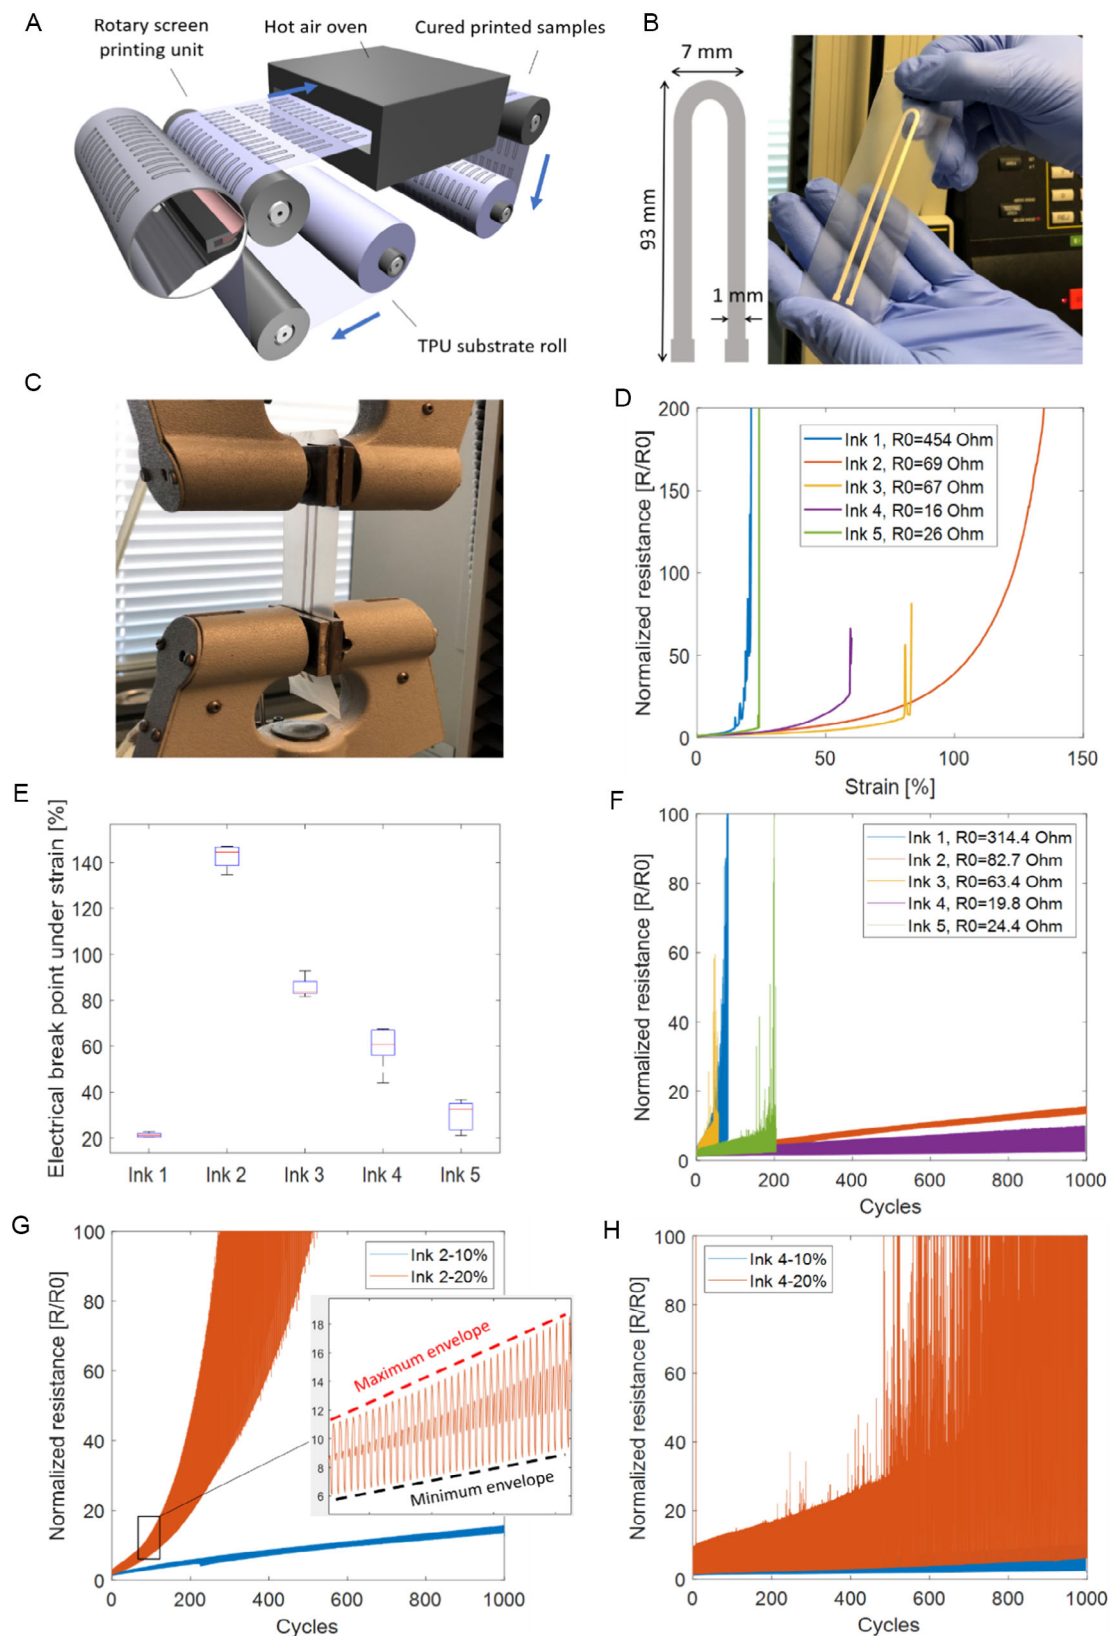 A
Rotary screen
printing unit
Hot air oven
Cured printed samples
TPU substrate roll
B
7 mm
93 mm
1 mm
C
D
Normalized resistance [R/R0]
200
150
100
50
0
Ink 1, R0=454 Ohm
Ink 2, R0=69 Ohm
Ink 3, R0=67 Ohm
Ink 4, R0=16 Ohm
Ink 5, R0=26 Ohm
0 50 100 150
Strain [%]
E
Electrical break point under strain [%]
140
120
100
80
60
40
20
Ink 1 Ink 2 Ink 3 Ink 4 Ink 5
F
Normalized resistance [R/R0]
100
80
60
40
20
0
Ink 1, R0=314.4 Ohm
Ink 2, R0=82.7 Ohm
Ink 3, R0=63.4 Ohm
Ink 4, R0=19.8 Ohm
Ink 5, R0=24.4 Ohm
0 200 400 600 800 1000
Cycles
G
Normalized resistance [R/R0]
100
80
60
40
20
0
Ink 2-10%
Ink 2-20%
18
16
14
12
10
8
6
Maximum envelope
Minimum envelope
0 200 400 600 800 1000
Cycles
H
Normalized resistance [R/R0]
100
80
60
40
20
0
Ink 4-10%
Ink 4-20%
0 200 400 600 800 1000
Cycles